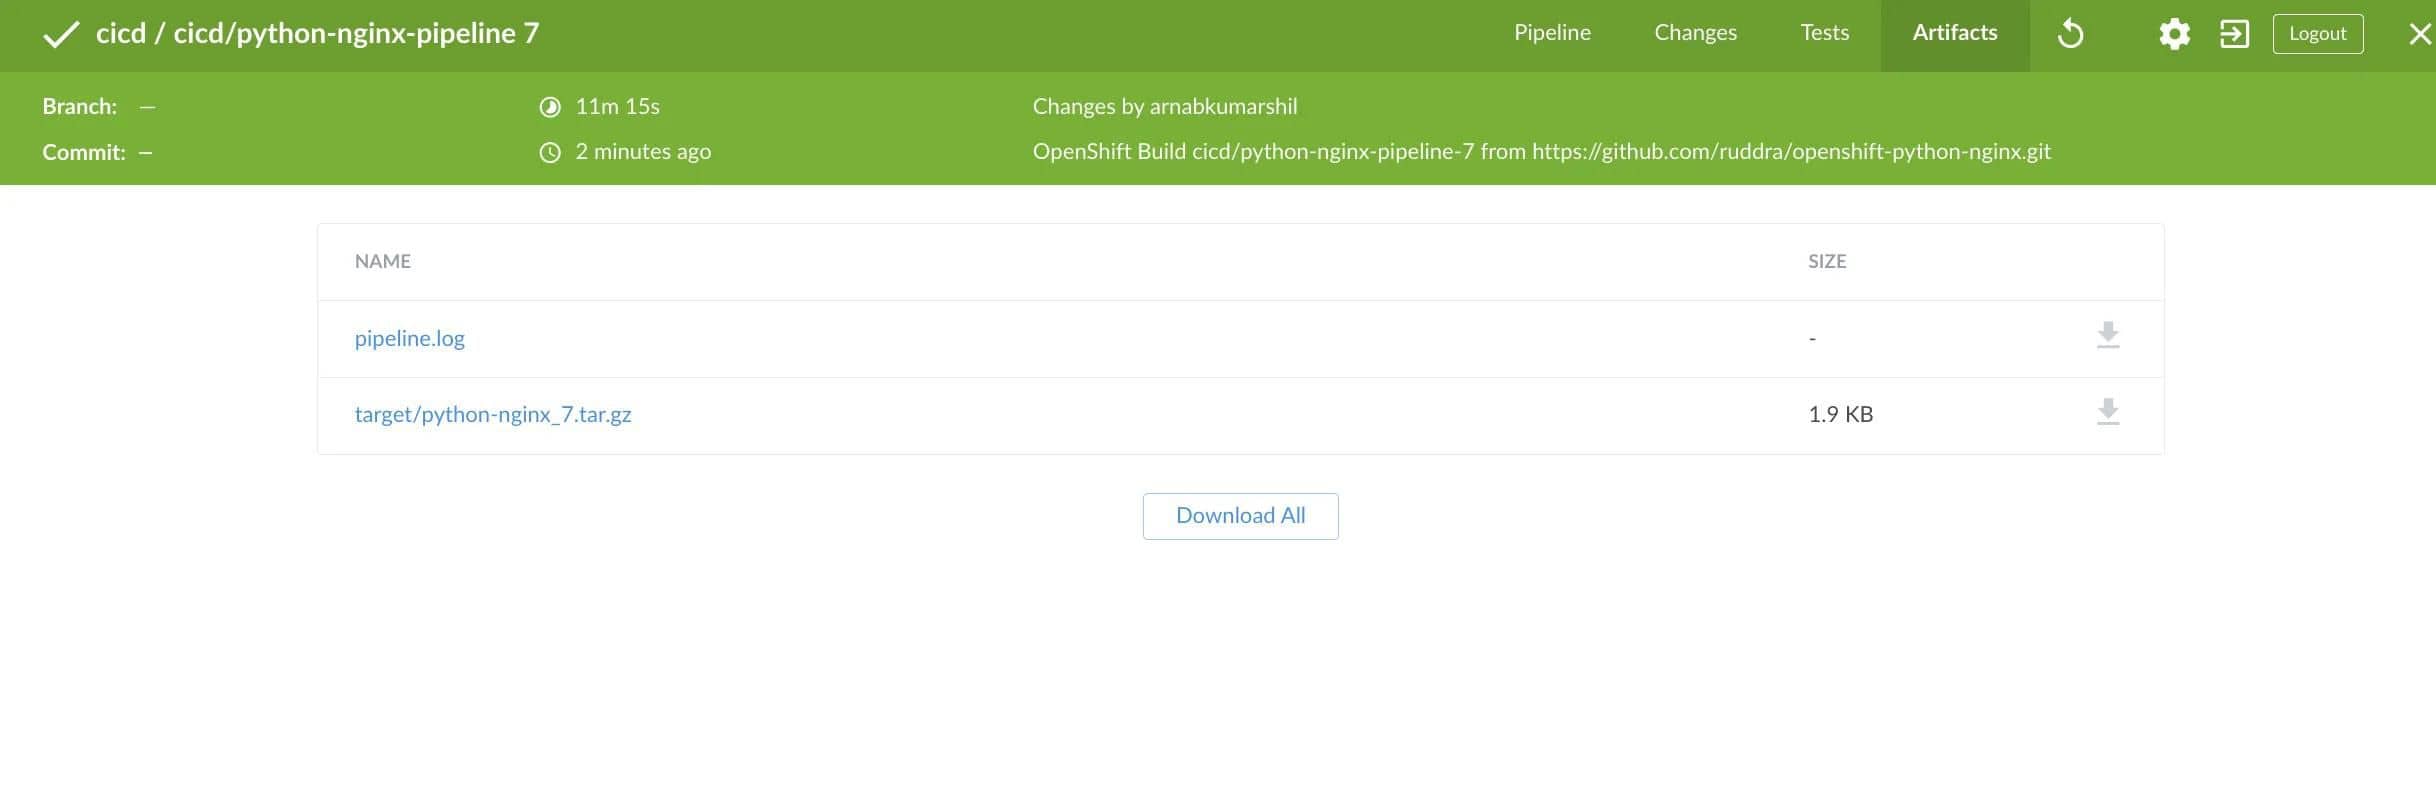 cicd / cicd/python-nginx-pipeline 7
Pipeline Changes Tests Artifacts Logout
Branch: — 11m 15s Changes by arnabkumarshil
Commit: — 2 minutes ago OpenShift Build cicd/python-nginx-pipeline-7 from https://github.com/ruddra/openshift-python-nginx.git
NAME SIZE
pipeline.log -
target/python-nginx_7.tar.gz 1.9 KB
Download All